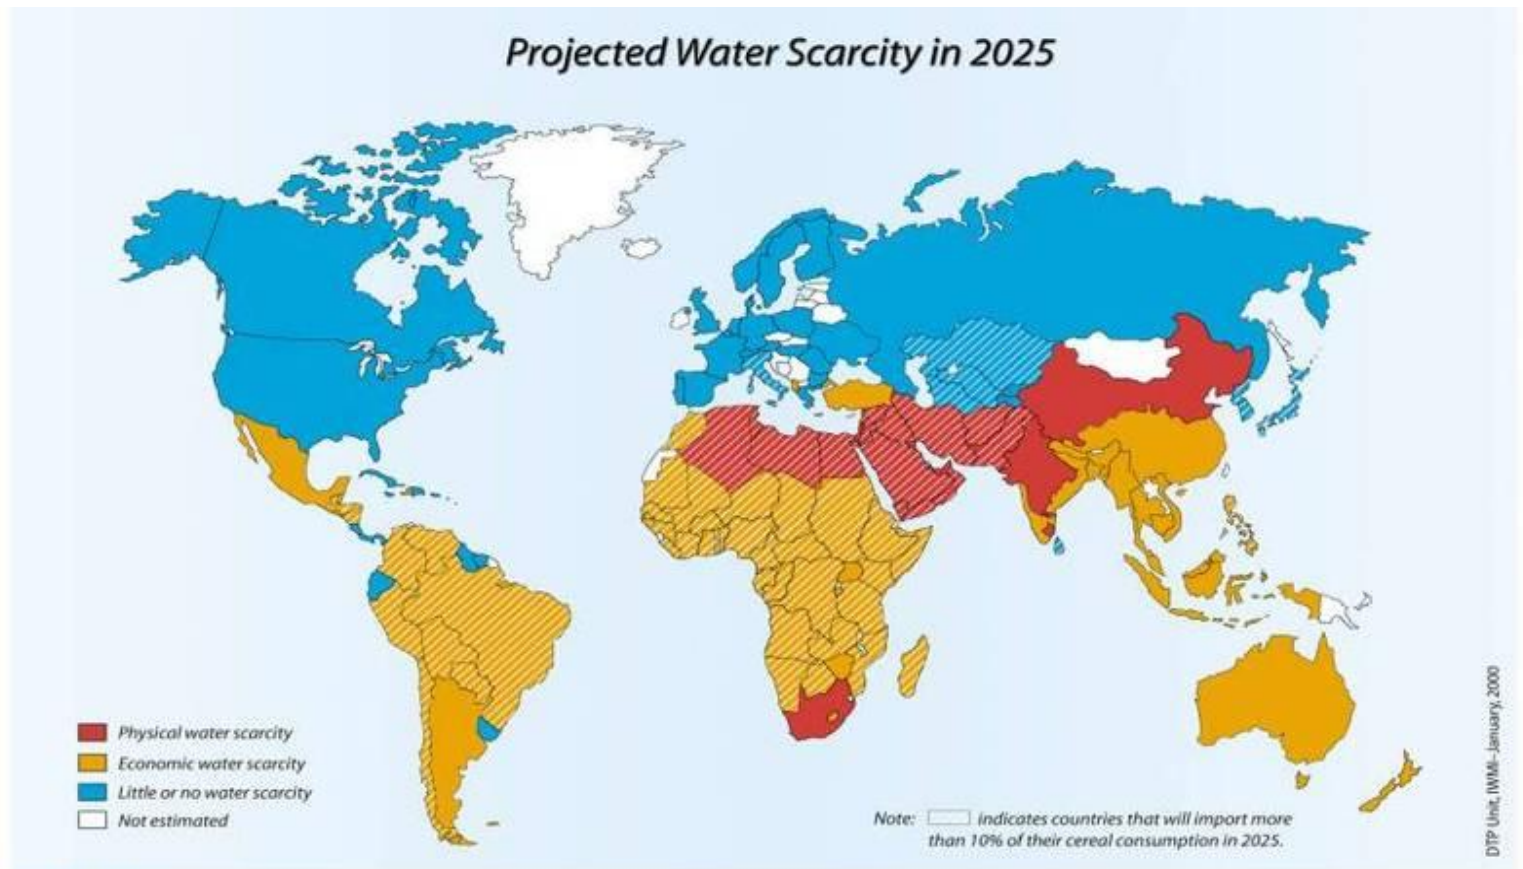 Projected Water Scarcity in 2025
Physical water scarcity
Economic water scarcity
Little or no water scarcity
Not estimated
Note: indicates countries that will import more
than 10% of their cereal consumption in 2025.
DTP Unit, IWMI–January, 2000